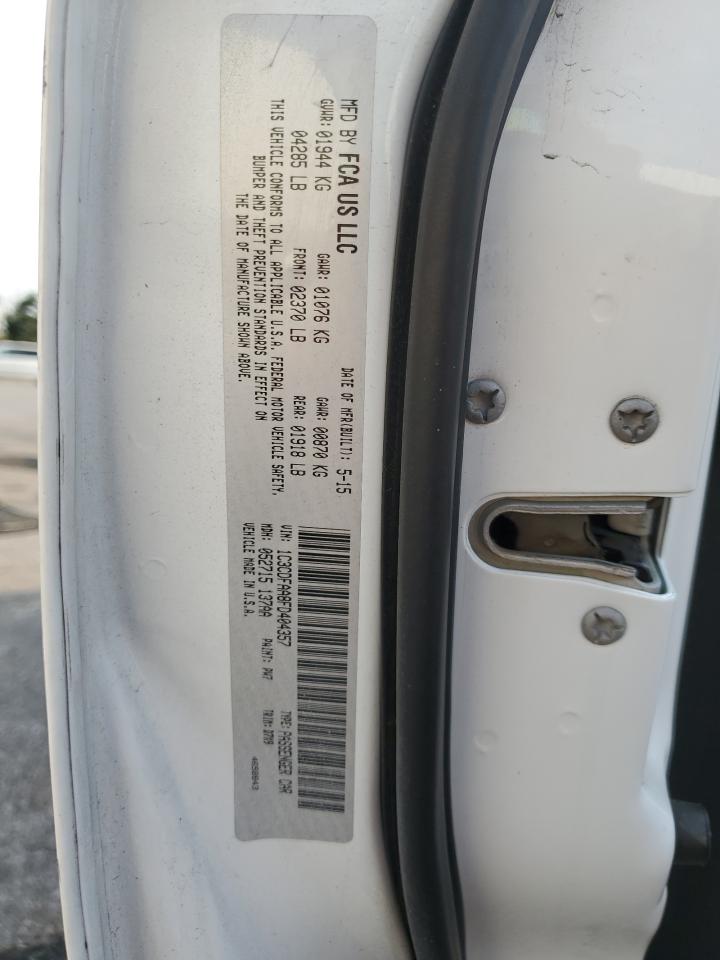 MFD BY FCA US LLC
DATE OF MFR(BUILT): 5-15
GVWR: 01944 KG GAWR: 01076 KG GAWR: 00870 KG
04285 LB FRONT: 02370 LB REAR: 01918 LB
THIS VEHICLE CONFORMS TO ALL APPLICABLE U.S.A. FEDERAL MOTOR VEHICLE SAFETY,
BUMPER AND THEFT PREVENTION STANDARDS IN EFFECT ON
THE DATE OF MANUFACTURE SHOWN ABOVE.
VIN: 1C3CDFAA8FD404357 TYPE: PASSENGER CAR
MDH: 052715 137AA PAINT: PW7 TRIM: D7X9
VEHICLE MADE IN U.S.A.